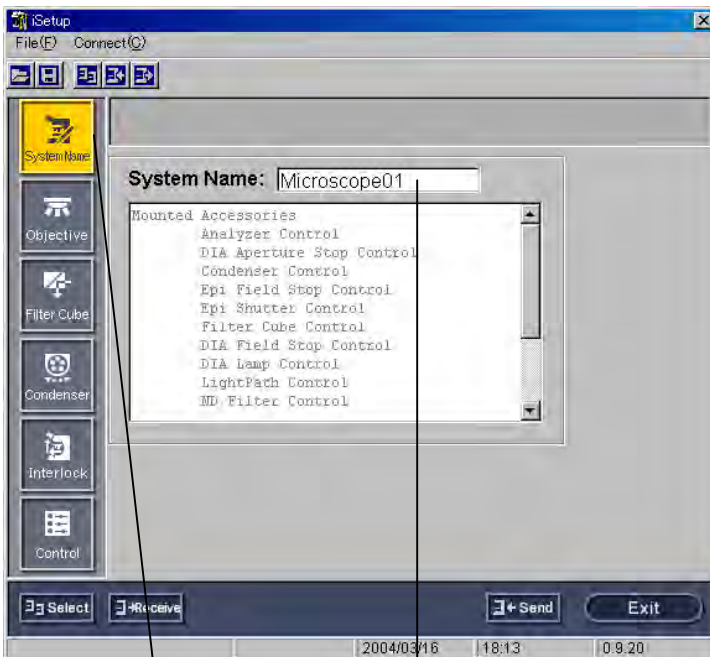 iSetup
File(F) Connect(C)
System Name
System Name: Microscope01
Mounted Accessories
Analyzer Control
DIA Aperture Stop Control
Condenser Control
Epi Field Stop Control
Epi Shutter Control
Filter Cube Control
DIA Field Stop Control
DIA Lamp Control
LightPath Control
ND Filter Control
Objective
Filter Cube
Condenser
Interlock
Control
Select Receive Send Exit
2004/03/16 18:13 0.9.20